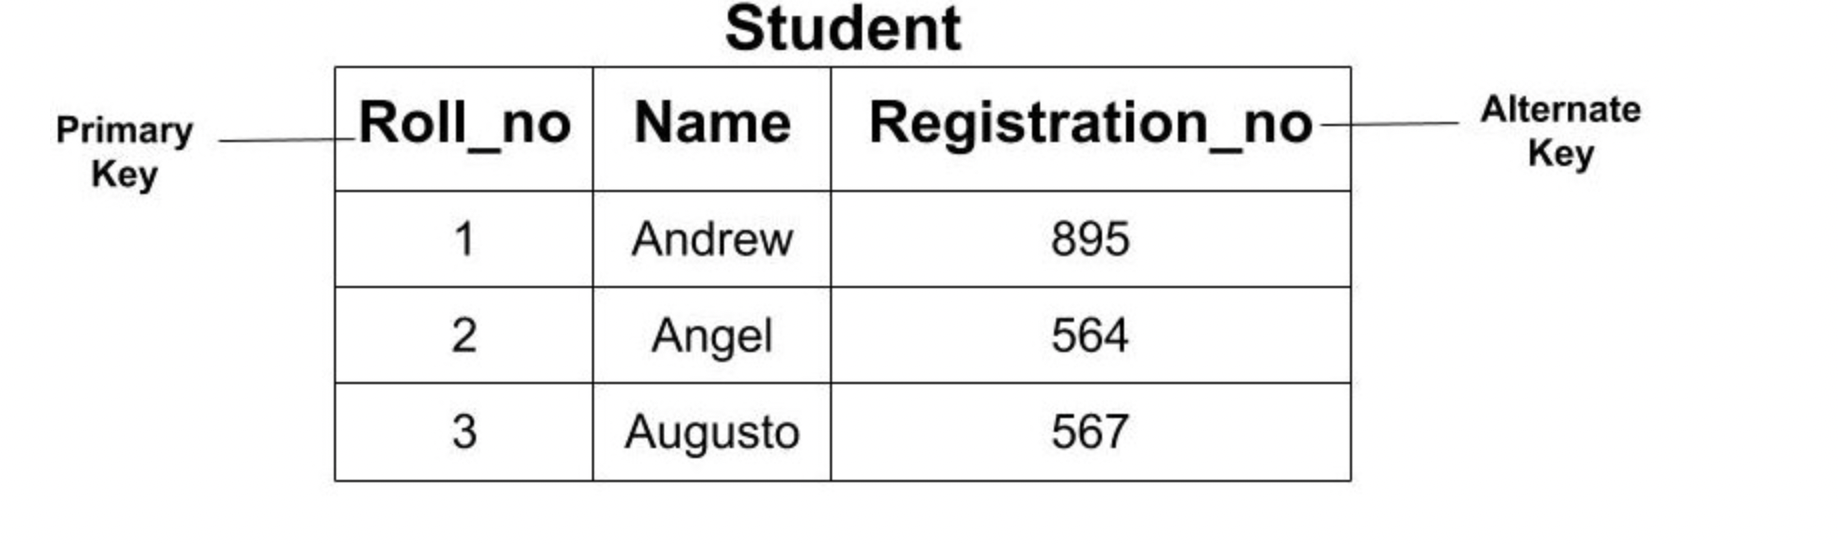 Student
Primary
Key
Roll_no Name Registration_no
Alternate
Key
1 Andrew 895
2 Angel 564
3 Augusto 567